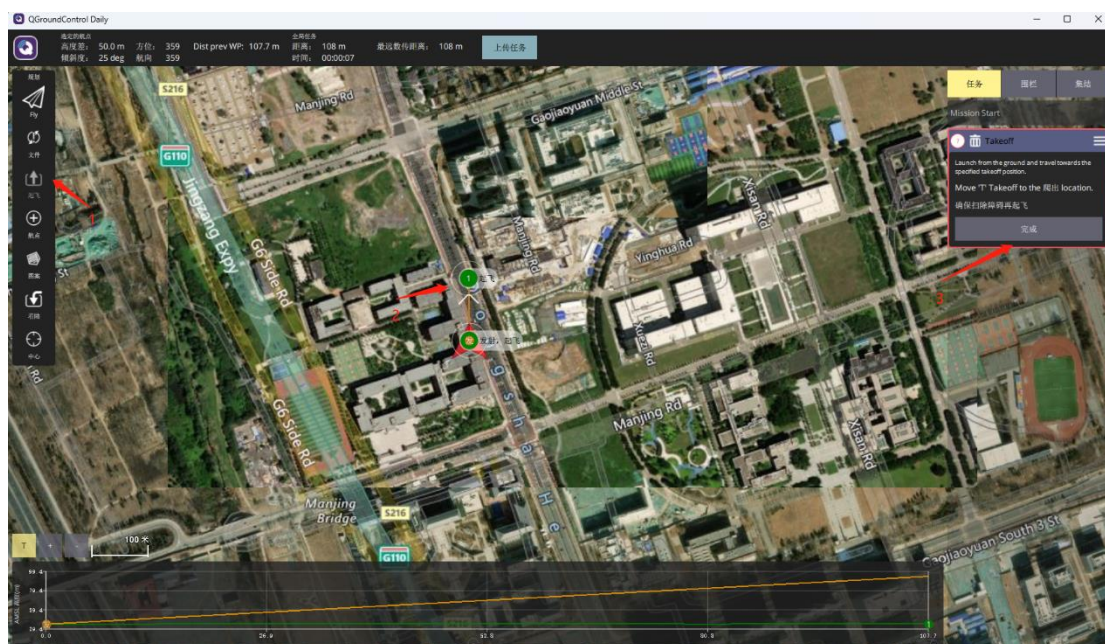 QGroundControl Daily
选定的航点
高度差： 50.0 m 方位： 359 Dist prev WP: 107.7 m
倾斜度： 25 deg 航向 359
全局任务
距离： 108 m 最远数传距离： 108 m
时间： 00:00:07
上传任务
规划
Fly
文件
起飞
航点
图案
返回
中心
1
任务 围栏 集结
Mission Start
Takeoff
Launch from the ground and travel towards the
specified takeoff position.
Move 'T' Takeoff to the 爬出 location.
确保扫除障碍再起飞
完成
3
S216
Manjing Rd
Gaojiaoyuan Middle St
G110
Jingzang Expy
G6 Side Rd
Manjing Rd
Xisan Rd
Yinghua Rd
1 起飞
2
发射，起飞
Xuezi Rd
St
Rd
G6 Side Rd
Manjing Rd
Xisan Rd
o n g s h a H e
Manjing
Bridge
S216
G110
Gaojiaoyuan South 3 St
T + -
100 米
AMSL
0.0 26.9 53.8 80.8 107.7